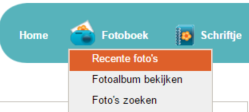 Home Fotoboek Schriftje
Recente foto's
Fotoalbum bekijken
Foto's zoeken